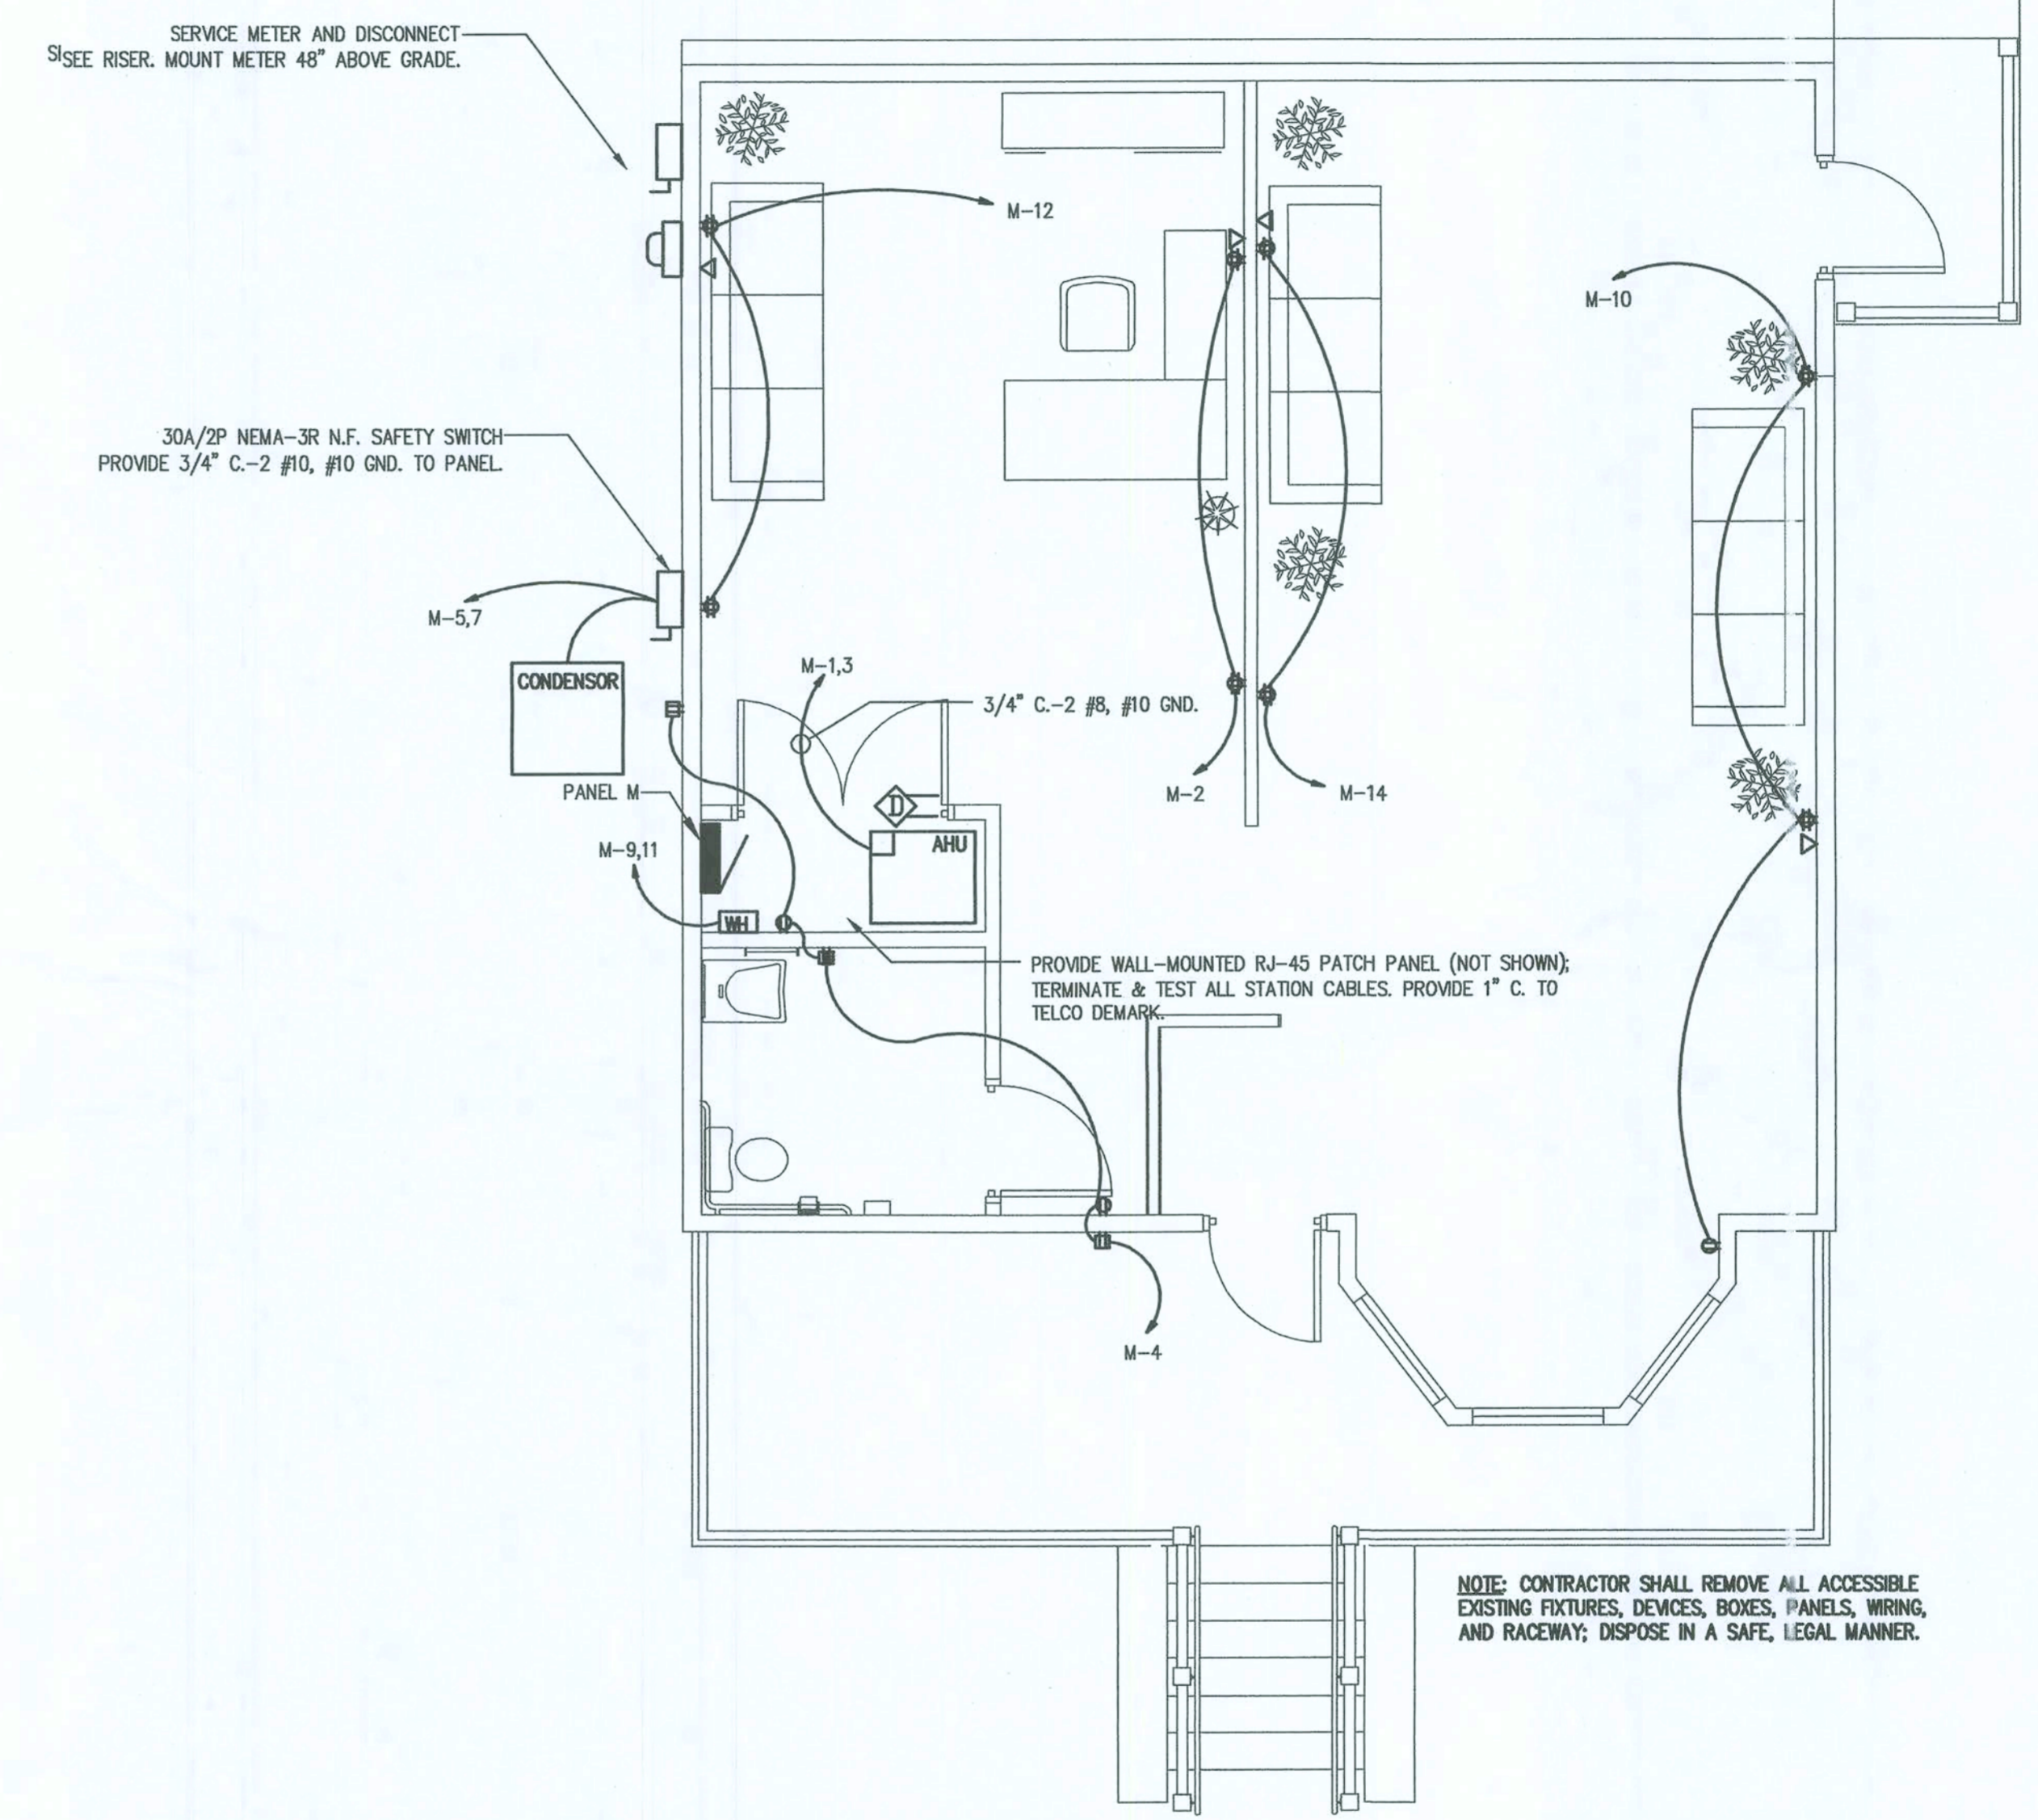 SERVICE METER AND DISCONNECT
SISEE RISER. MOUNT METER 48" ABOVE GRADE.
M-12
M-10
30A/2P NEMA-3R N.F. SAFETY SWITCH
PROVIDE 3/4" C.-2 #10, #10 GND. TO PANEL.
M-5,7
CONDENSOR
M-1,3
3/4" C.-2 #8, #10 GND.
PANEL M
M-2
M-14
D
AHU
M-9,11
WH
PROVIDE WALL-MOUNTED RJ-45 PATCH PANEL (NOT SHOWN);
TERMINATE & TEST ALL STATION CABLES. PROVIDE 1" C. TO
TELCO DEMARK.
M-4
NOTE: CONTRACTOR SHALL REMOVE ALL ACCESSIBLE
EXISTING FIXTURES, DEVICES, BOXES, PANELS, WIRING,
AND RACEWAY; DISPOSE IN A SAFE, LEGAL MANNER.